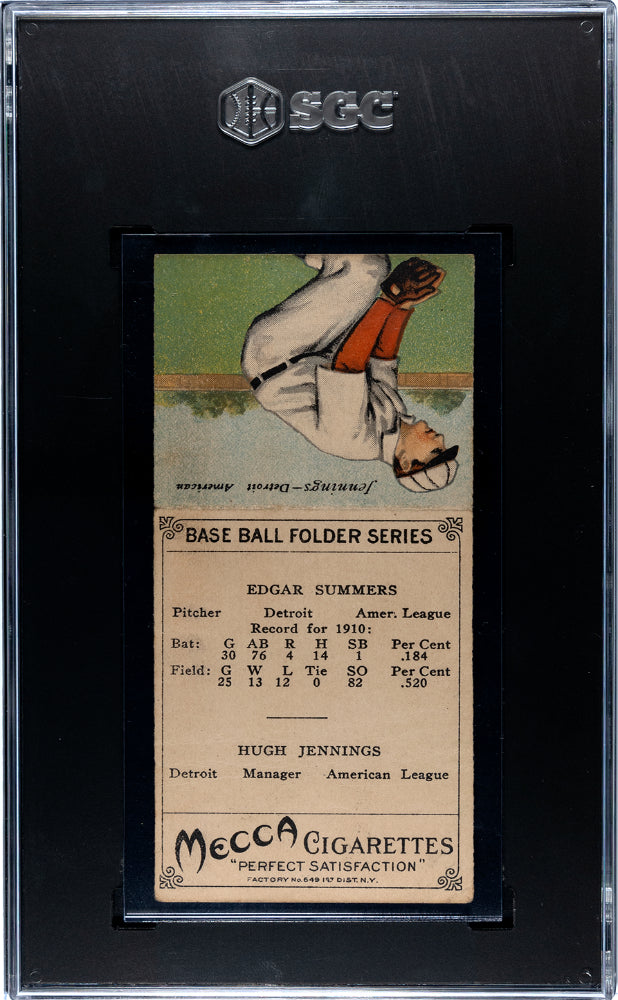 SGC
Jennings—Detroit American
BASE BALL FOLDER SERIES
EDGAR SUMMERS
Pitcher Detroit Amer. League
Record for 1910:
Bat: G AB R H SB Per Cent
30 76 4 14 1 .184
Field: G W L Tie SO Per Cent
25 13 12 0 82 .520
HUGH JENNINGS
Detroit Manager American League
MECCA CIGARETTES
"PERFECT SATISFACTION"
FACTORY No. 649 1ST DIST. N.Y.